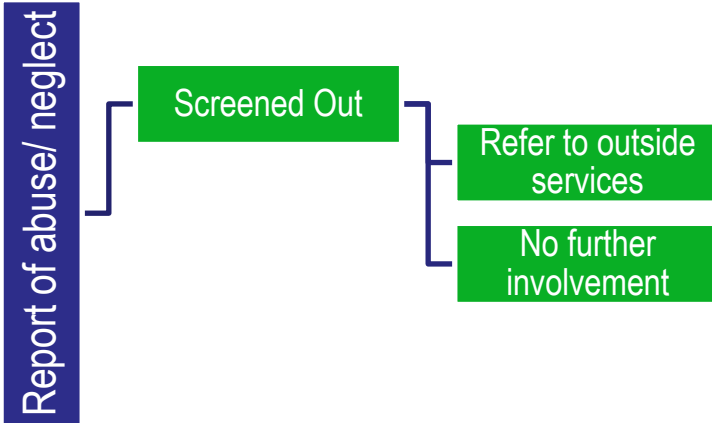 Report of abuse/ neglect
Screened Out
Refer to outside
services
No further
involvement